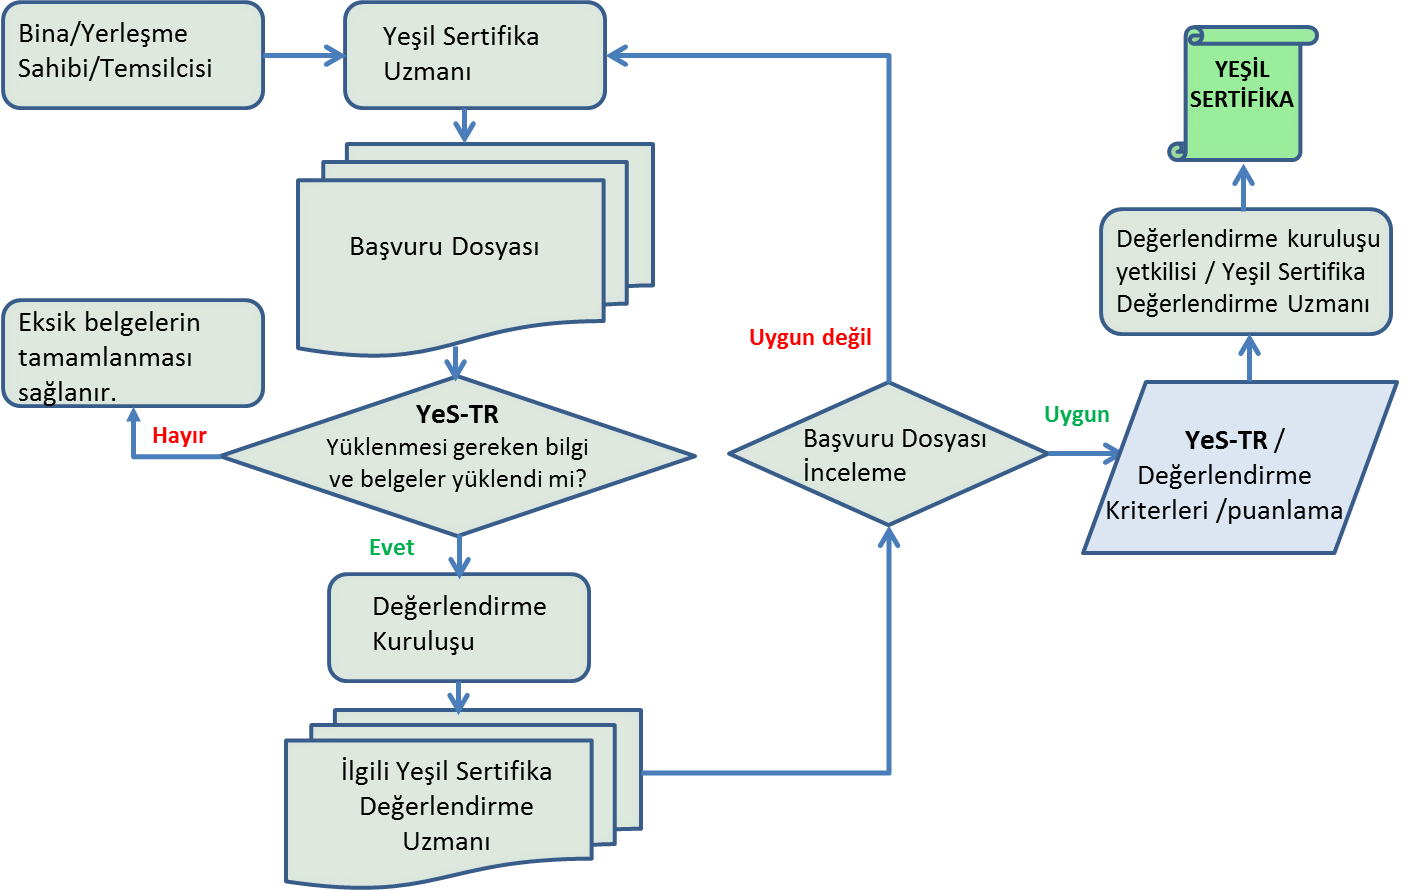 Bina/Yerleşme
Sahibi/Temsilcisi
Yeşil Sertifika
Uzmanı
Başvuru Dosyası
Eksik belgelerin
tamamlanması
sağlanır.
Hayır
YeS-TR
Yüklenmesi gereken bilgi
ve belgeler yüklendi mi?
Evet
Değerlendirme
Kuruluşu
İlgili Yeşil Sertifika
Değerlendirme
Uzmanı
Başvuru Dosyası
İnceleme
Uygun değil
Uygun
YeS-TR /
Değerlendirme
Kriterleri /puanlama
Değerlendirme kuruluşu
yetkilisi / Yeşil Sertifika
Değerlendirme Uzmanı
YEŞİL
SERTİFİKA